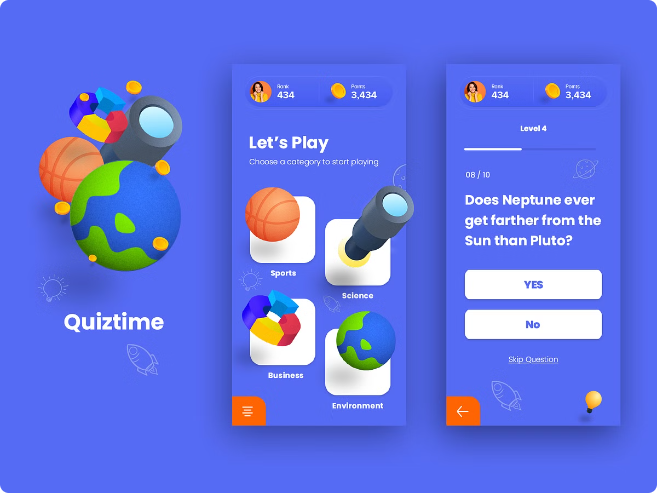 Quiztime
Rank
434
Points
3,434
Let's Play
Choose a category to start playing
Sports
Science
Business
Environment
Rank
434
Points
3,434
Level 4
08 / 10
Does Neptune ever
get farther from the
Sun than Pluto?
YES
No
Skip Question